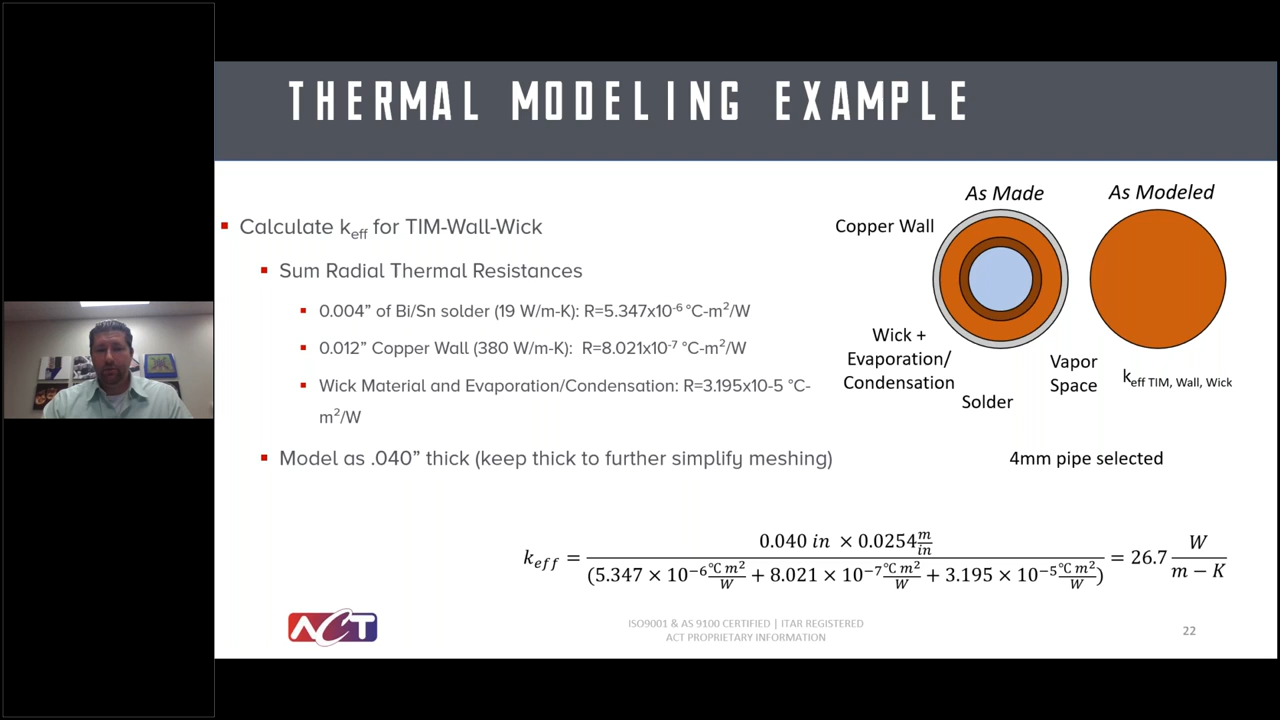 THERMAL MODELING EXAMPLE
▪ Calculate k_eff for TIM-Wall-Wick
▪ Sum Radial Thermal Resistances
▪ 0.004” of Bi/Sn solder (19 W/m-K): R=5.347x10⁻⁶ °C-m²/W
▪ 0.012” Copper Wall (380 W/m-K): R=8.021x10⁻⁷ °C-m²/W
▪ Wick Material and Evaporation/Condensation: R=3.195x10-5 °C-
m²/W
▪ Model as .040” thick (keep thick to further simplify meshing)
As Made
As Modeled
Copper Wall
Wick +
Evaporation/
Condensation
Solder
Vapor
Space
k_eff TIM, Wall, Wick
4mm pipe selected
k_eff = (0.040 in × 0.0254 m/in) / (5.347 × 10⁻⁶ °C m²/W + 8.021 × 10⁻⁷ °C m²/W + 3.195 × 10⁻⁵ °C m²/W) = 26.7 W/(m − K)
ACT
ISO9001 & AS 9100 CERTIFIED | ITAR REGISTERED
ACT PROPRIETARY INFORMATION
22